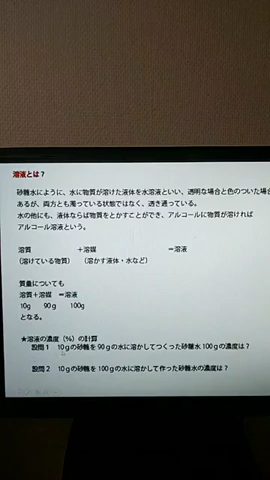 溶液とは?
砂糖水にように、水に物質が溶けた液体を水溶液といい、透明な場合と色のついた場合
あるが、両方とも濁っている状態ではなく、透き通っている。
水の他にも、液体ならば物質をとかすことができ、アルコールに物質が溶ければ
アルコール溶液という。
溶質 +溶媒 =溶液
(溶けている物質) (溶かす液体・水など)
質量についても
溶質+溶媒 =溶液
10g 90g 100g
となる。
★溶液の濃度(%)の計算
設問1 10gの砂糖を90gの水に溶かしてつくった砂糖水100gの濃度は?
設問2 10gの砂糖を100gの水に溶かして作った砂糖水の濃度は?